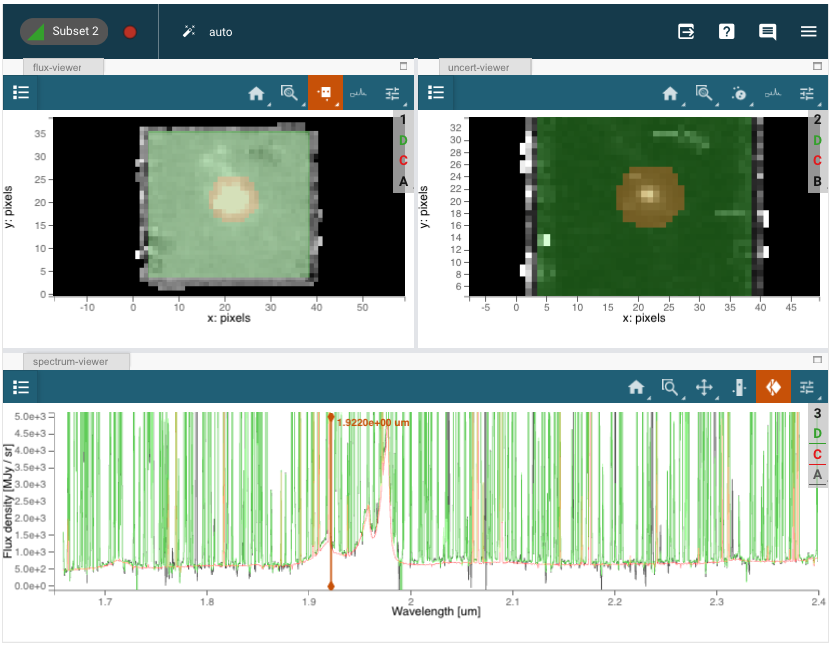 Subset 2 auto ?
flux-viewer
uncert-viewer
1
D
C
A
35
30
25
20
15
10
5
0
y: pixels
-10 0 10 20 30 40 50
x: pixels
2
D
C
B
32
30
28
26
24
22
20
18
16
14
12
10
8
6
y: pixels
-5 0 5 10 15 20 25 30 35 40 45
x: pixels
spectrum-viewer
3
D
C
A
1.9220e+00 um
5.0e+3
4.5e+3
4.0e+3
3.5e+3
3.0e+3
2.5e+3
2.0e+3
1.5e+3
1.0e+3
5.0e+2
0.0e+0
Flux density [MJy / sr]
1.7 1.8 1.9 2 2.1 2.2 2.3 2.4
Wavelength [um]